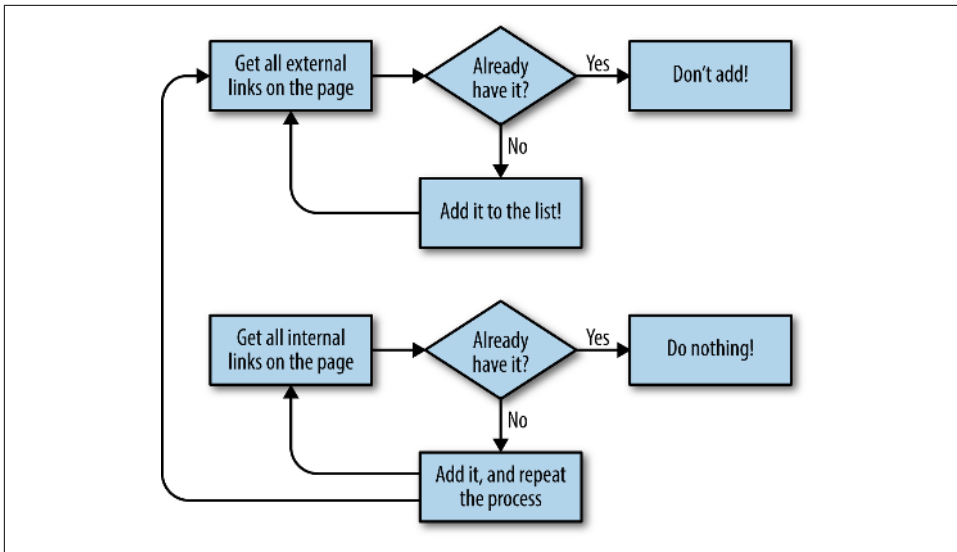 Get all external
links on the page
Already
have it?
Yes
Don't add!
No
Add it to the list!
Get all internal
links on the page
Already
have it?
Yes
Do nothing!
No
Add it, and repeat
the process